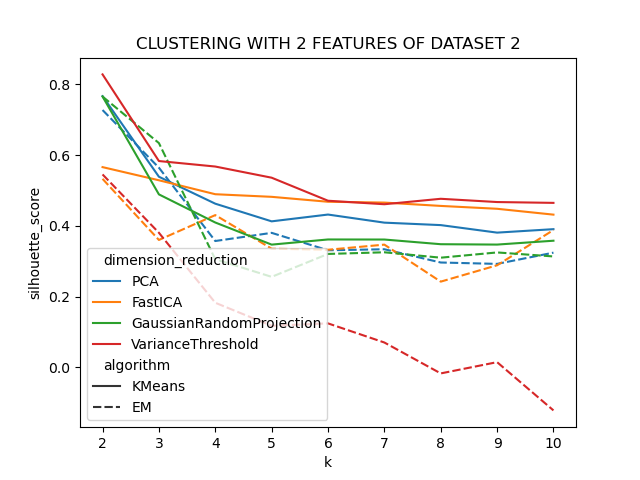 CLUSTERING WITH 2 FEATURES OF DATASET 2
silhouette_score
0.8
0.6
0.4
0.2
0.0
dimension_reduction
PCA
FastICA
GaussianRandomProjection
VarianceThreshold
algorithm
KMeans
EM
2 3 4 5 6 7 8 9 10
k